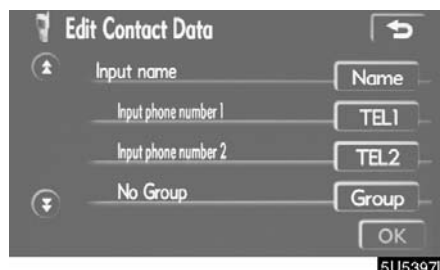 Edit Contact Data
Input name Name
Input phone number 1 TEL1
Input phone number 2 TEL2
No Group Group
OK
5U5397